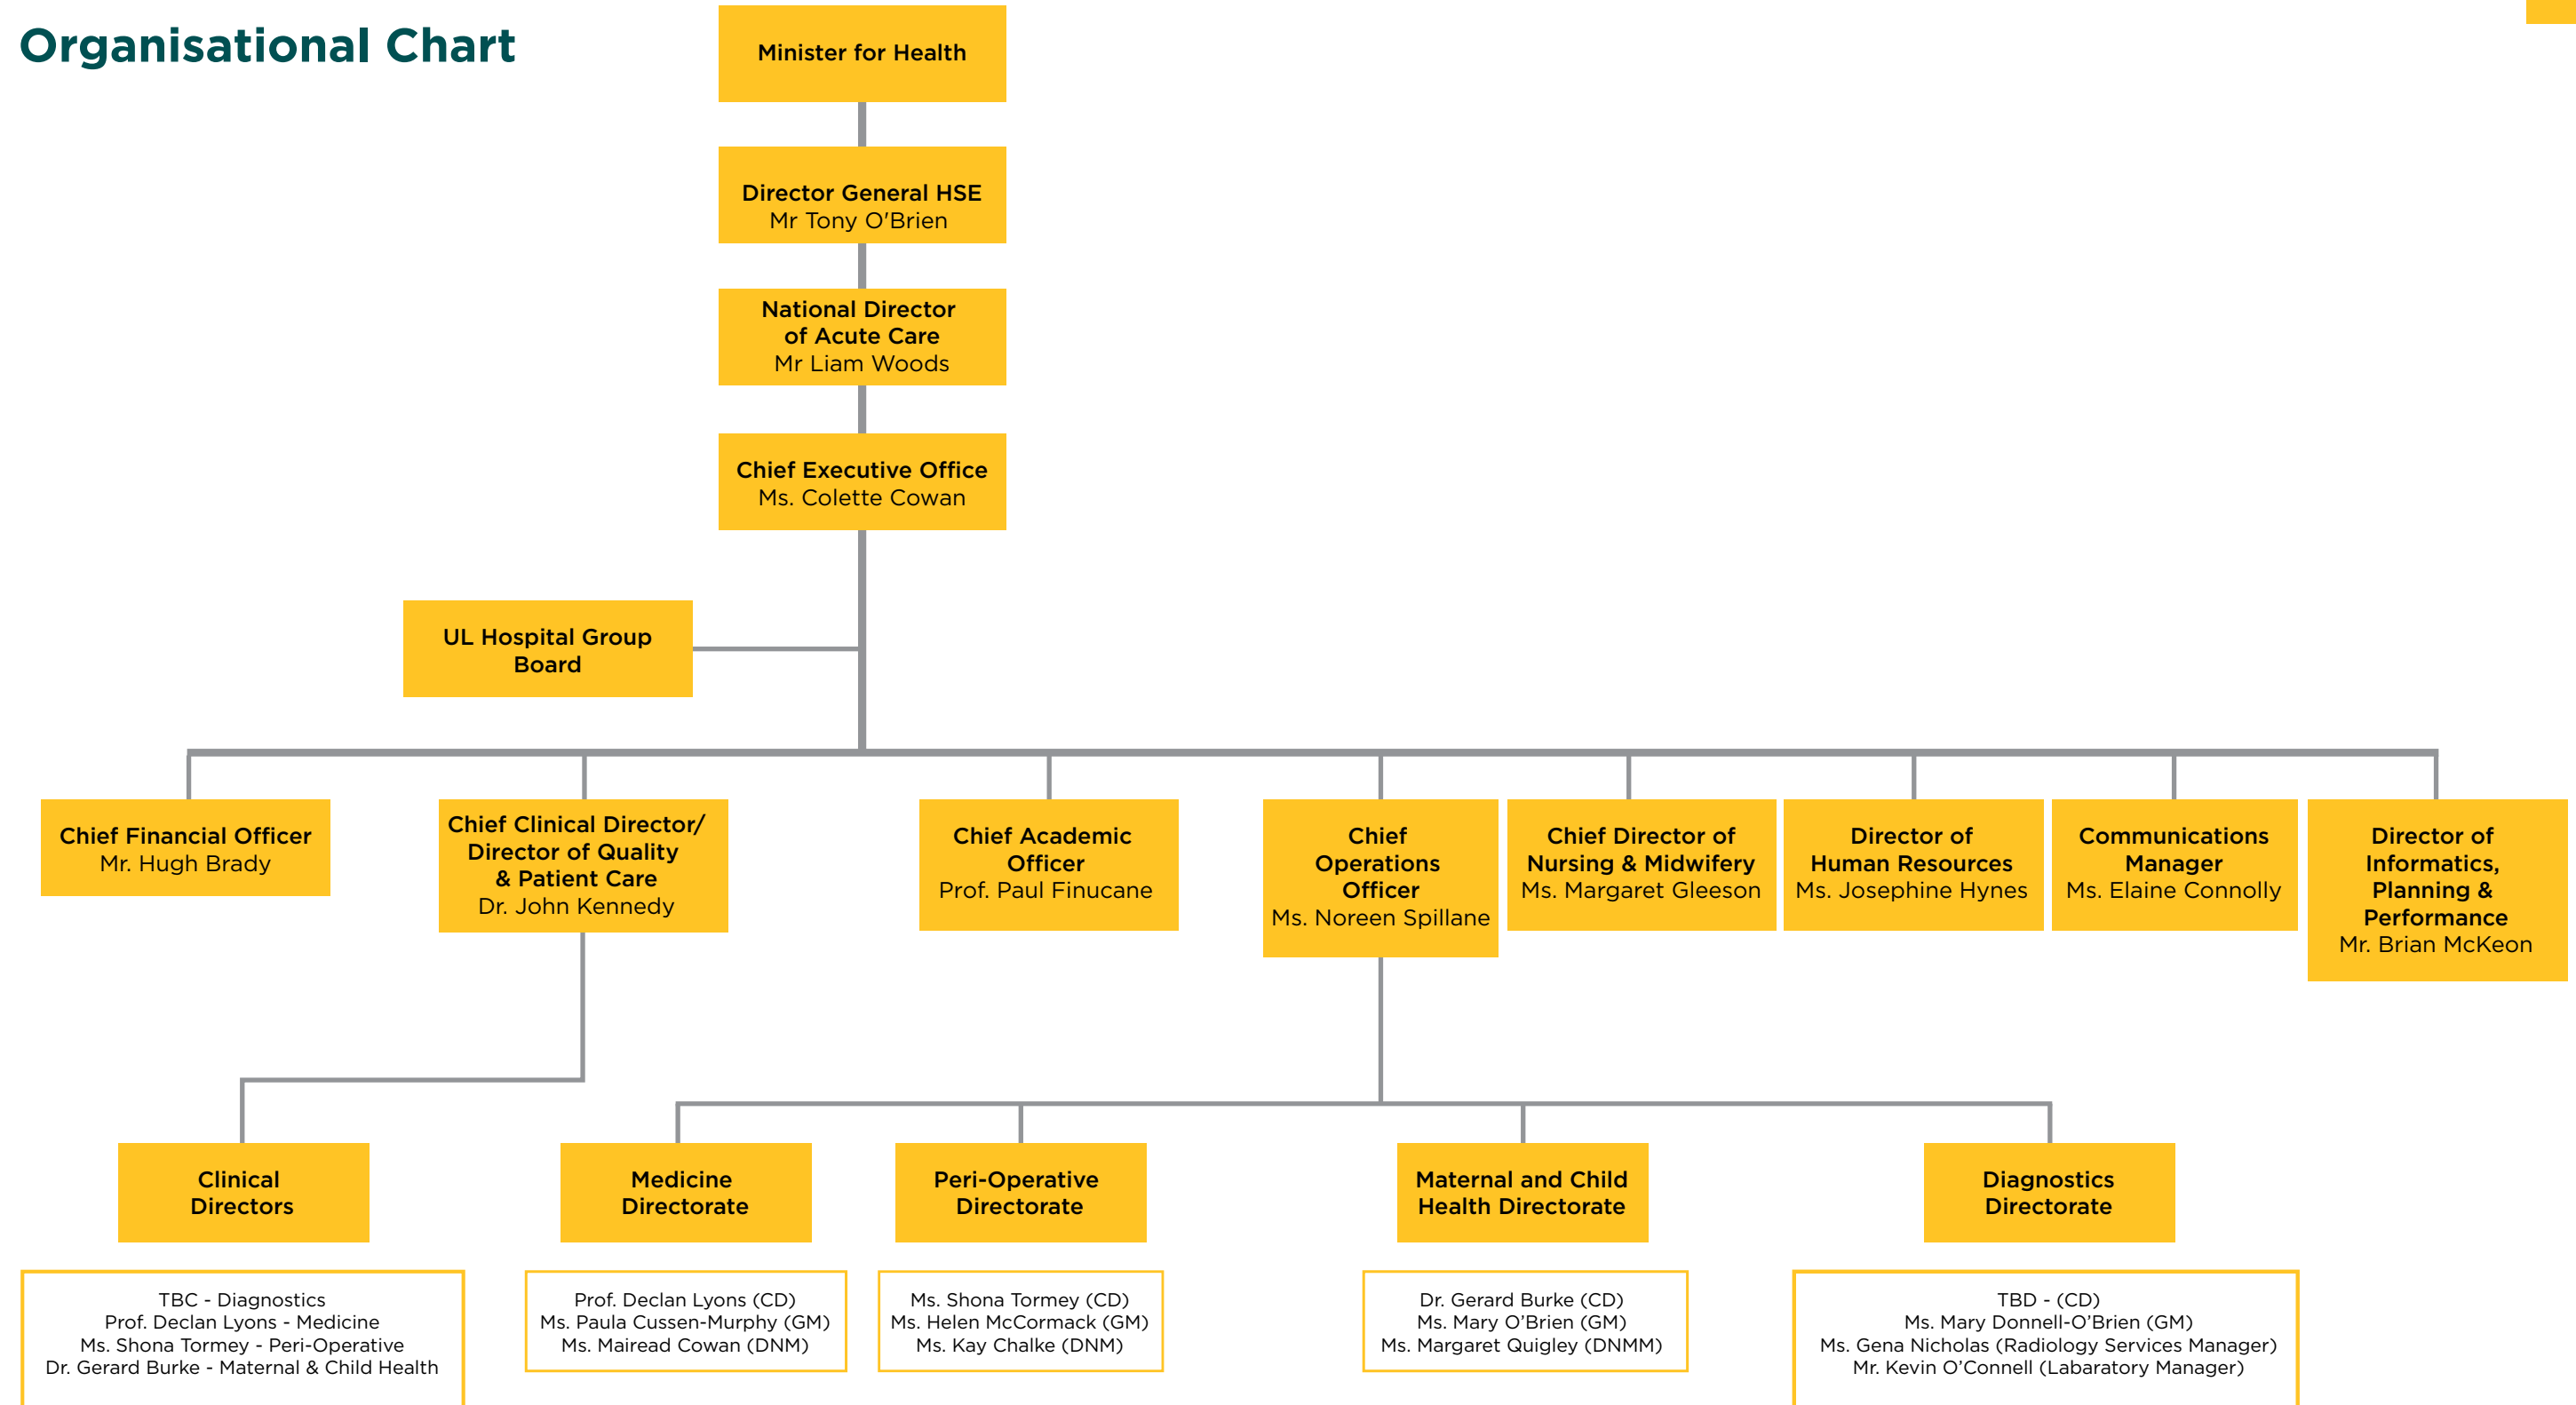 Organisational Chart
Minister for Health
Director General HSE
Mr Tony O'Brien
National Director
of Acute Care
Mr Liam Woods
Chief Executive Office
Ms. Colette Cowan
UL Hospital Group
Board
Chief Financial Officer
Mr. Hugh Brady
Chief Clinical Director/
Director of Quality
& Patient Care
Dr. John Kennedy
Chief Academic
Officer
Prof. Paul Finucane
Chief
Operations
Officer
Ms. Noreen Spillane
Chief Director of
Nursing & Midwifery
Ms. Margaret Gleeson
Director of
Human Resources
Ms. Josephine Hynes
Communications
Manager
Ms. Elaine Connolly
Director of
Informatics,
Planning &
Performance
Mr. Brian McKeon
Clinical
Directors
TBC - Diagnostics
Prof. Declan Lyons - Medicine
Ms. Shona Tormey - Peri-Operative
Dr. Gerard Burke - Maternal & Child Health
Medicine
Directorate
Prof. Declan Lyons (CD)
Ms. Paula Cussen-Murphy (GM)
Ms. Mairead Cowan (DNM)
Peri-Operative
Directorate
Ms. Shona Tormey (CD)
Ms. Helen McCormack (GM)
Ms. Kay Chalke (DNM)
Maternal and Child
Health Directorate
Dr. Gerard Burke (CD)
Ms. Mary O’Brien (GM)
Ms. Margaret Quigley (DNMM)
Diagnostics
Directorate
TBD - (CD)
Ms. Mary Donnell-O’Brien (GM)
Ms. Gena Nicholas (Radiology Services Manager)
Mr. Kevin O’Connell (Labaratory Manager)